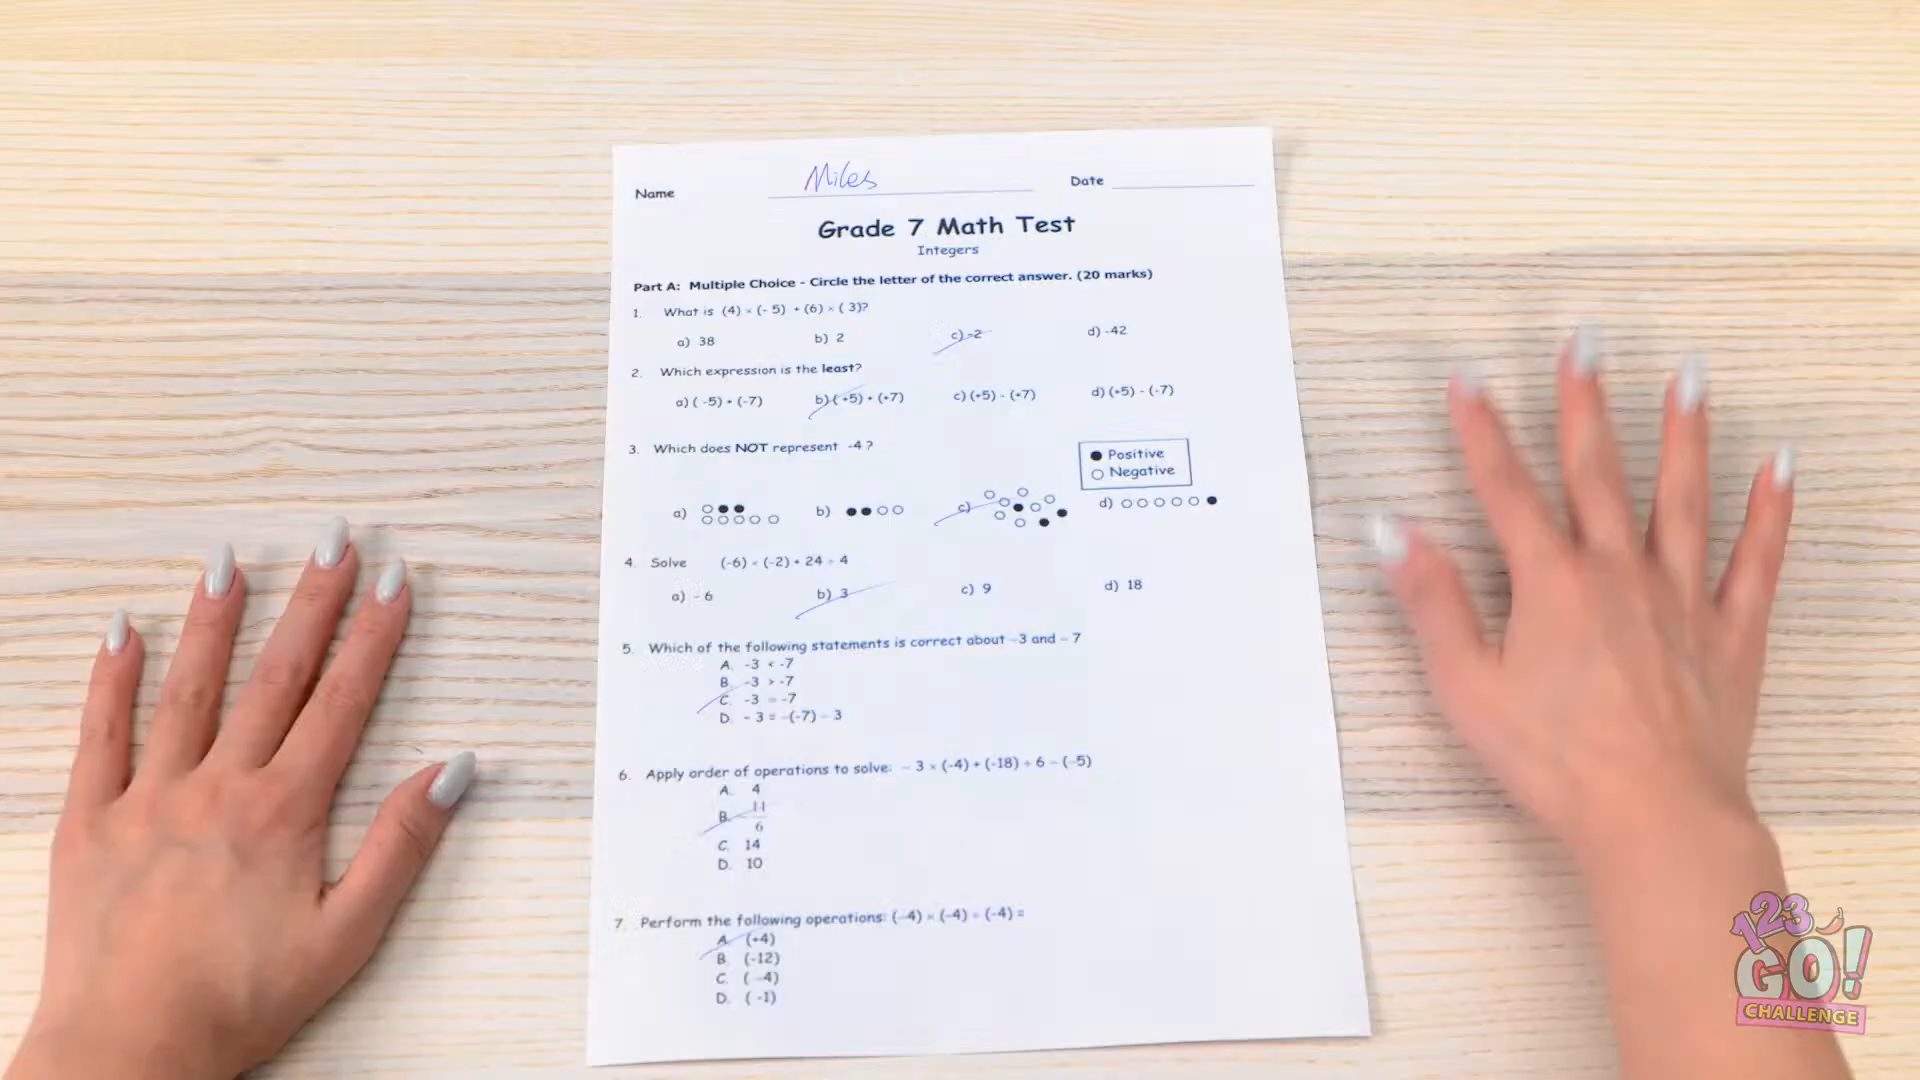 Name Miles Date
Grade 7 Math Test
Integers
Part A: Multiple Choice - Circle the letter of the correct answer. (20 marks)
1. What is (4) × (- 5) + (6) × ( 3)?
a) 38 b) 2 c) -2 d) -42
2. Which expression is the least?
a) ( -5) + (-7) b) ( +5) + (+7) c) (+5) - (+7) d) (+5) - (-7)
3. Which does NOT represent -4 ?
Positive
Negative
a) b) c) d)
4. Solve (-6) × (-2) + 24 ÷ 4
a) - 6 b) 3 c) 9 d) 18
5. Which of the following statements is correct about -3 and - 7
A. -3 < -7
B. -3 > -7
C. -3 = -7
D. - 3 = -(-7) - 3
6. Apply order of operations to solve: - 3 × (-4) + (-18) ÷ 6 - (-5)
A. 4
B. - 11
6
C. 14
D. 10
7. Perform the following operations: (-4) × (-4) ÷ (-4) =
A. (+4)
B. (-12)
C. ( -4)
D. ( -1)
123
GO!
CHALLENGE